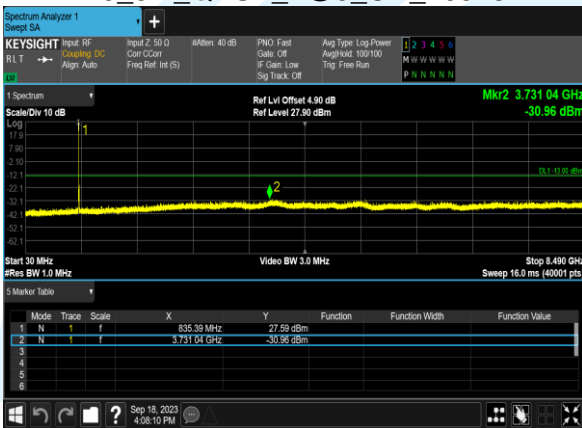 Spectrum Analyzer 1
Swept SA
KEYSIGHT Input: RF Input Z: 50 Ω #Atten: 40 dB PNO: Fast Avg Type: Log-Power 1 2 3 4 5 6
RLT Coupling: DC Corr CCorr Gate: Off Avg|Hold: 100/100 M W W W W W
Align: Auto Freq Ref: Int (S) IF Gain: Low Trig: Free Run
LW Sig Track: Off P N N N N N
1 Spectrum Ref Lvl Offset 4.90 dB Mkr2 3.731 04 GHz
Scale/Div 10 dB Ref Level 27.90 dBm -30.96 dBm
Log
17.9 1
7.90
-2.10
-12.1 DL1 -13.00 dBm
-22.1 2
-32.1
-42.1
-52.1
-62.1
Start 30 MHz Video BW 3.0 MHz Stop 8.490 GHz
#Res BW 1.0 MHz Sweep 16.0 ms (40001 pts)
5 Marker Table
Mode Trace Scale X Y Function Function Width Function Value
1 N 1 f 835.39 MHz 27.59 dBm
2 N 1 f 3.731 04 GHz -30.96 dBm
3
4
5
6
? Sep 18, 2023
4:08:10 PM